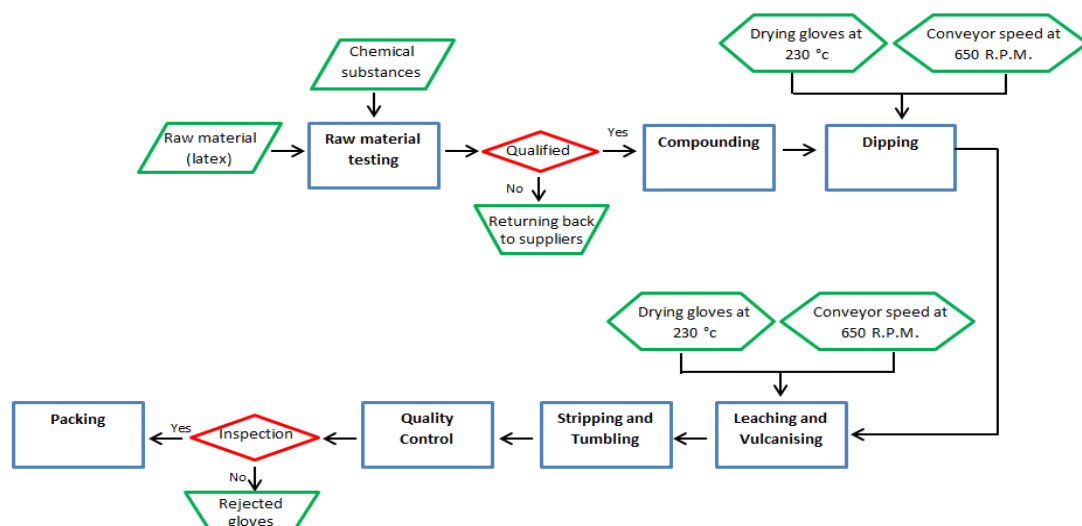 Drying gloves at
230 °c
Conveyor speed at
650 R.P.M.
Chemical
substances
Raw material
(latex)
Raw material
testing
Qualified
Yes
Compounding
Dipping
No
Returning back
to suppliers
Drying gloves at
230 °c
Conveyor speed at
650 R.P.M.
Packing
Yes
Inspection
Quality
Control
Stripping and
Tumbling
Leaching and
Vulcanising
No
Rejected
gloves